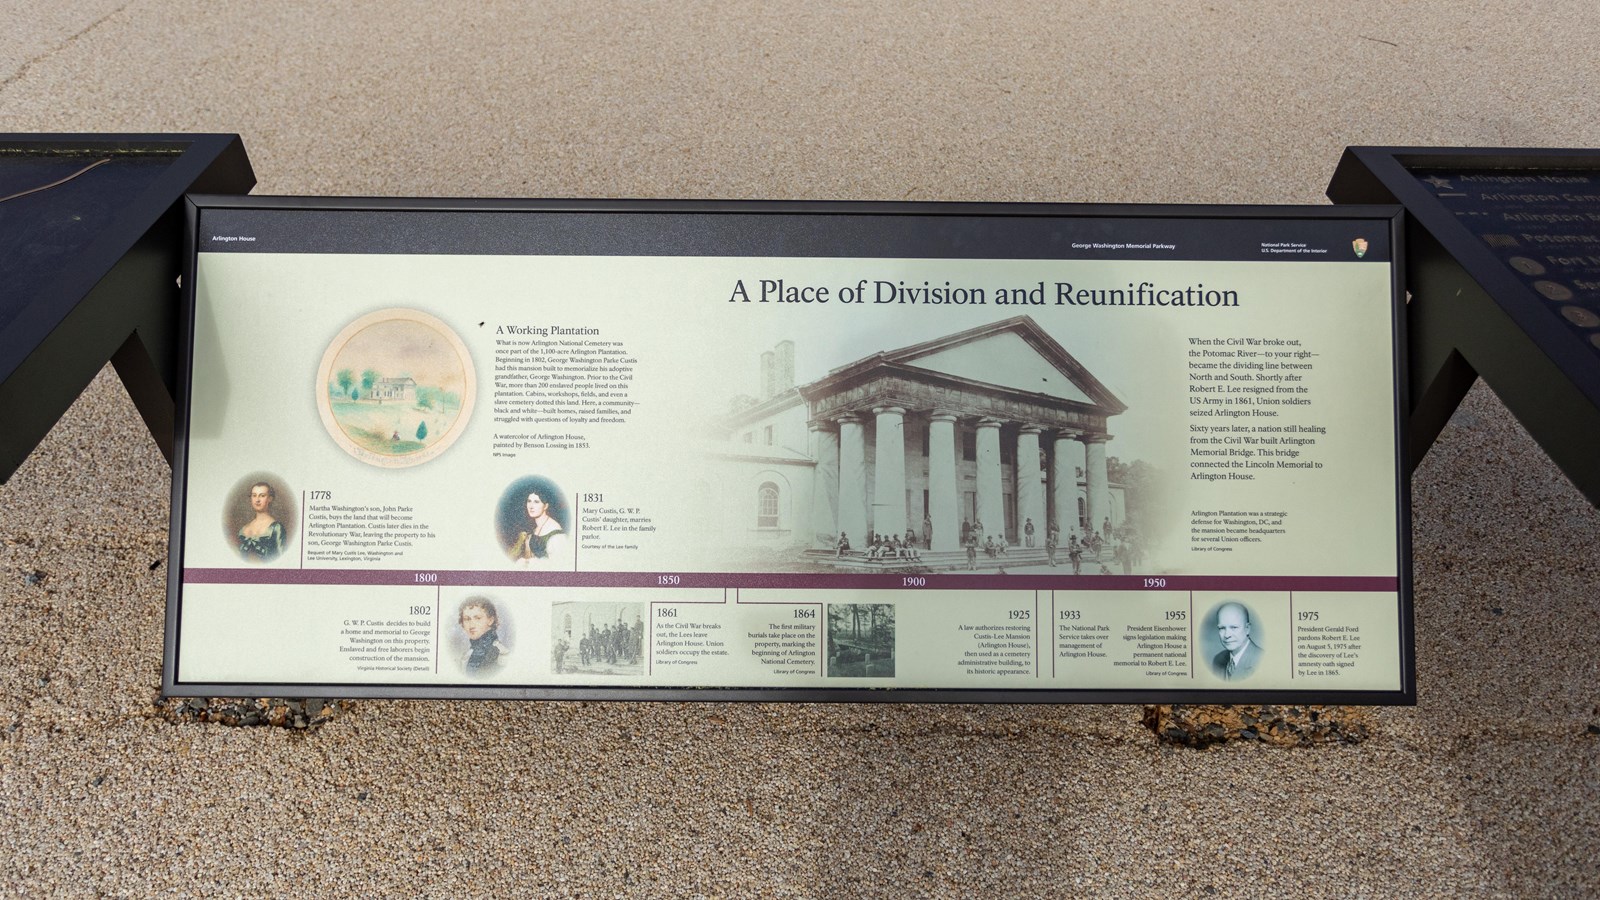 Arlington House
George Washington Memorial Parkway
National Park Service
U.S. Department of the Interior
A Place of Division and Reunification
A Working Plantation
What is now Arlington National Cemetery was
once part of the 1,100-acre Arlington Plantation.
Beginning in 1802, George Washington Parke Custis
had this mansion built to memorialize his adoptive
grandfather, George Washington. Prior to the Civil
War, more than 200 enslaved people lived on this
plantation. Cabins, workshops, fields, and even a
slave cemetery dotted this land. Here, a community—
black and white—built homes, raised families, and
struggled with questions of loyalty and freedom.
A watercolor of Arlington House,
painted by Benson Lossing in 1853.
NPS image
When the Civil War broke out,
the Potomac River—to your right—
became the dividing line between
North and South. Shortly after
Robert E. Lee resigned from the
US Army in 1861, Union soldiers
seized Arlington House.
Sixty years later, a nation still healing
from the Civil War built Arlington
Memorial Bridge. This bridge
connected the Lincoln Memorial to
Arlington House.
Arlington Plantation was a strategic
defense for Washington, DC, and
the mansion became headquarters
for several Union officers.
Library of Congress
1778
Martha Washington's son, John Parke
Custis, buys the land that will become
Arlington Plantation. Custis later dies in the
Revolutionary War, leaving the property to his
son, George Washington Parke Custis.
Bequest of Mary Custis Lee, Washington and
Lee University, Lexington, Virginia
1831
Mary Custis, G. W. P.
Custis' daughter, marries
Robert E. Lee in the family
parlor.
Courtesy of the Lee family
1800
1850
1900
1950
1802
G. W. P. Custis decides to build
a home and memorial to George
Washington on this property.
Enslaved and free laborers begin
construction of the mansion.
Virginia Historical Society (Detail)
1861
As the Civil War breaks
out, the Lees leave
Arlington House. Union
soldiers occupy the estate.
Library of Congress
1864
The first military
burials take place on the
property, marking the
beginning of Arlington
National Cemetery.
Library of Congress
1925
A law authorizes restoring
Custis-Lee Mansion
(Arlington House),
then used as a cemetery
administrative building, to
its historic appearance.
1933
The National Park
Service takes over
management of
Arlington House.
1955
President Eisenhower
signs legislation making
Arlington House a
permanent national
memorial to Robert E. Lee.
Library of Congress
1975
President Gerald Ford
pardons Robert E. Lee
on August 5, 1975 after
the discovery of Lee's
amnesty oath signed
by Lee in 1865.
Arlington House
Arlington
Arlington
Potomac
Fort